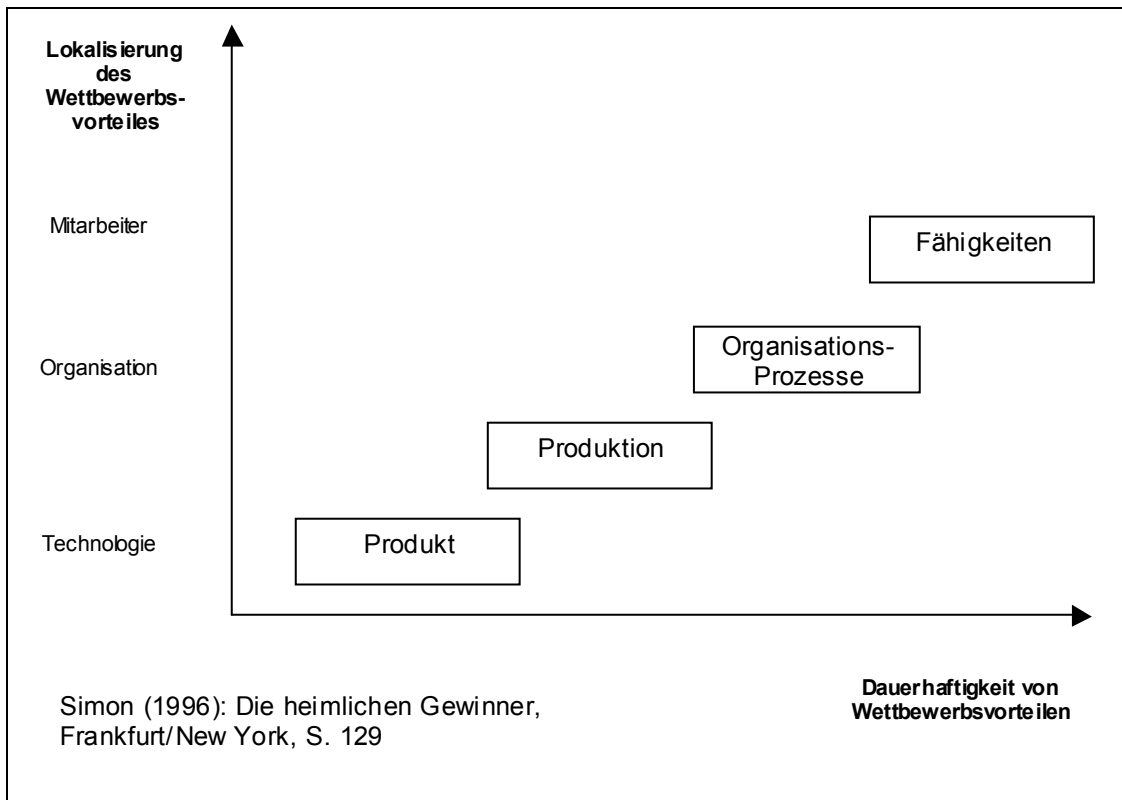 Lokalisierung
des
Wettbewerbs-
vorteiles
Mitarbeiter
Fähigkeiten
Organisation
Organisations-
Prozesse
Produktion
Technologie
Produkt
Dauerhaftigkeit von
Wettbewerbsvorteilen
Simon (1996): Die heimlichen Gewinner,
Frankfurt/New York, S. 129